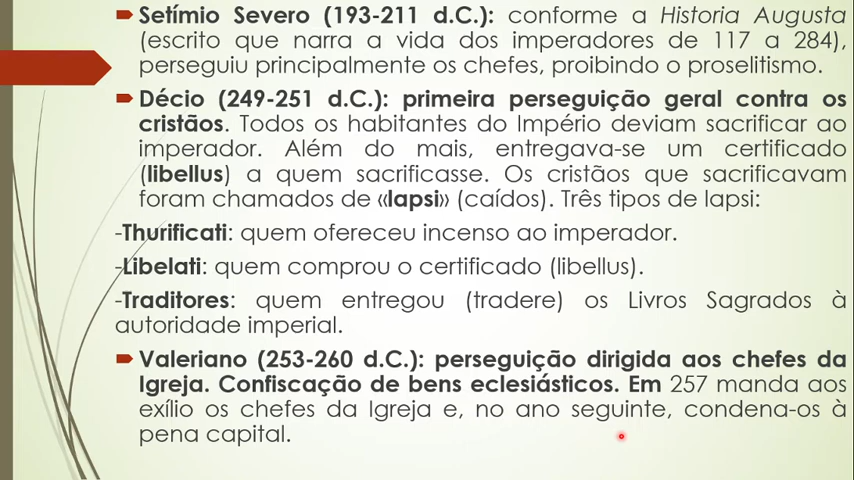 Setímio Severo (193-211 d.C.): conforme a Historia Augusta
(escrito que narra a vida dos imperadores de 117 a 284),
perseguiu principalmente os chefes, proibindo o proselitismo.
Décio (249-251 d.C.): primeira perseguição geral contra os
cristãos. Todos os habitantes do Império deviam sacrificar ao
imperador. Além do mais, entregava-se um certificado
(libellus) a quem sacrificasse. Os cristãos que sacrificavam
foram chamados de «lapsi» (caídos). Três tipos de lapsi:
-Thurificati: quem ofereceu incenso ao imperador.
-Libelati: quem comprou o certificado (libellus).
-Traditores: quem entregou (tradere) os Livros Sagrados à
autoridade imperial.
Valeriano (253-260 d.C.): perseguição dirigida aos chefes da
Igreja. Confiscação de bens eclesiásticos. Em 257 manda aos
exílio os chefes da Igreja e, no ano seguinte, condena-os à
pena capital.